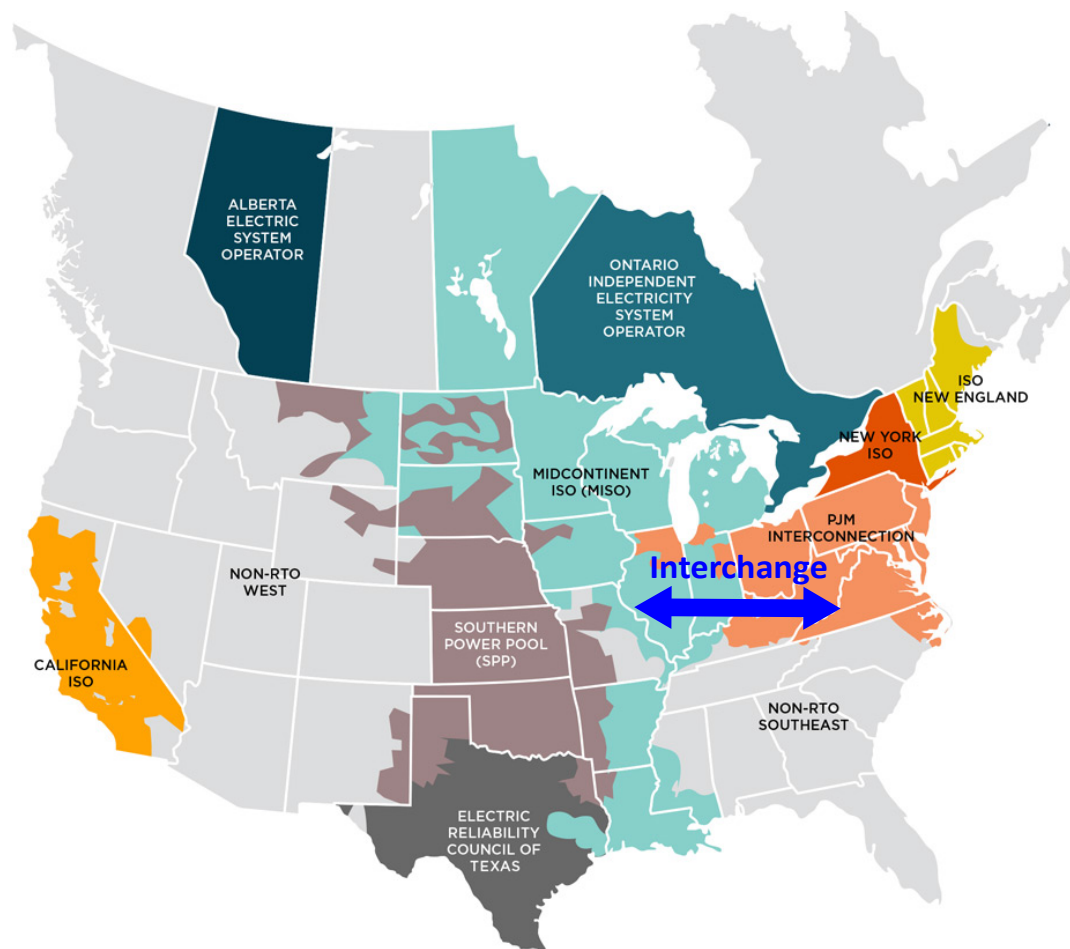 ALBERTA
ELECTRIC
SYSTEM
OPERATOR
ONTARIO
INDEPENDENT
ELECTRICITY
SYSTEM
OPERATOR
ISO
NEW ENGLAND
NEW YORK
ISO
MIDCONTINENT
ISO (MISO)
PJM
INTERCONNECTION
Interchange
NON-RTO
WEST
SOUTHERN
POWER POOL
(SPP)
CALIFORNIA
ISO
NON-RTO
SOUTHEAST
ELECTRIC
RELIABILITY
COUNCIL OF
TEXAS